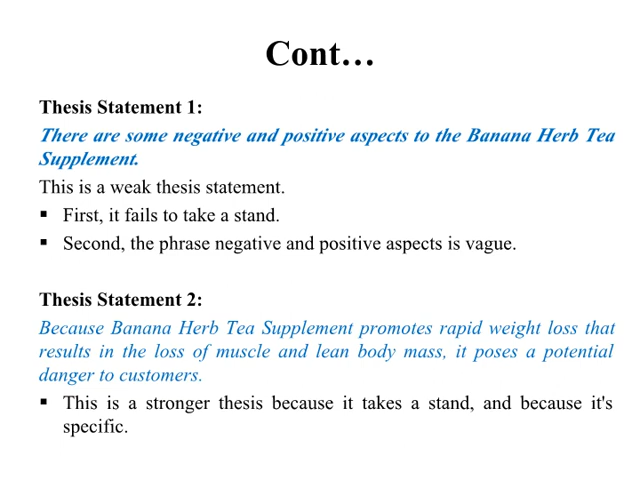 Cont…
Thesis Statement 1:
There are some negative and positive aspects to the Banana Herb Tea
Supplement.
This is a weak thesis statement.
▪ First, it fails to take a stand.
▪ Second, the phrase negative and positive aspects is vague.
Thesis Statement 2:
Because Banana Herb Tea Supplement promotes rapid weight loss that
results in the loss of muscle and lean body mass, it poses a potential
danger to customers.
▪ This is a stronger thesis because it takes a stand, and because it's
specific.